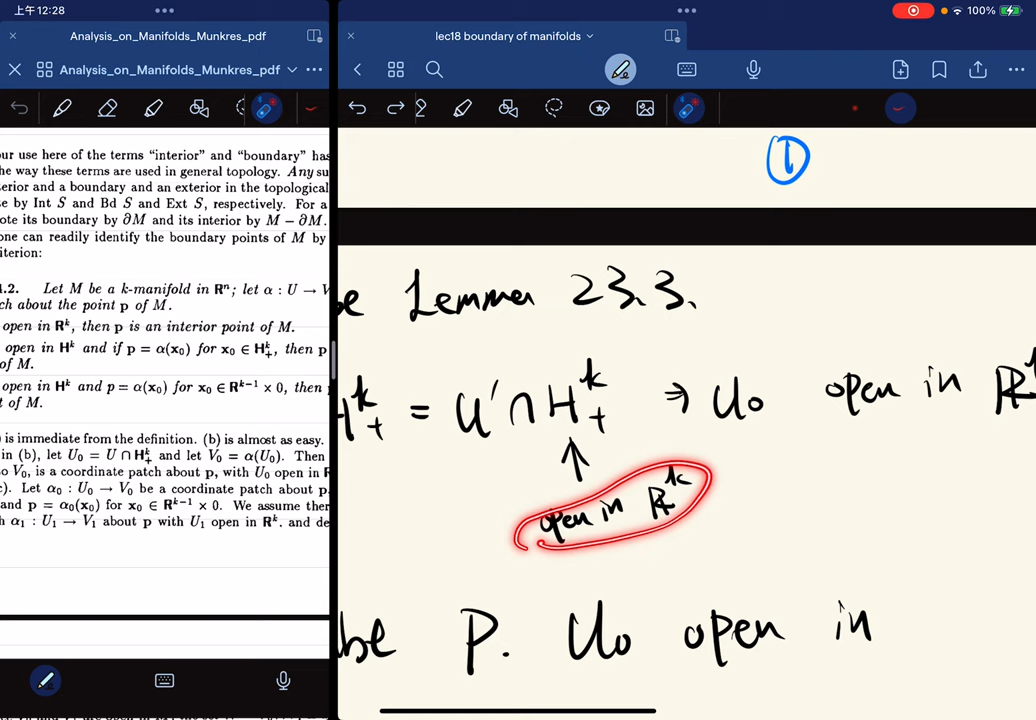 上午12:28
100%
Analysis_on_Manifolds_Munkres_pdf
lec18 boundary of manifolds
Analysis_on_Manifolds_Munkres_pdf
our use here of the terms “interior” and “boundary” has
the way these terms are used in general topology. Any su
terior and a boundary and an exterior in the topological
e by Int S and Bd S and Ext S, respectively. For a
note its boundary by ∂M and its interior by M − ∂M.
one can readily identify the boundary points of M by
iterion:
1.2. Let M be a k-manifold in Rⁿ; let α : U → V
ch about the point p of M.
open in Rᵏ, then p is an interior point of M.
open in Hᵏ and if p = α(x₀) for x₀ ∈ Hᵏ₊, then p
of M.
open in Hᵏ and p = α(x₀) for x₀ ∈ Rᵏ⁻¹ × 0, then
t of M.
) is immediate from the definition. (b) is almost as easy.
in (b), let U₀ = U ∩ Hᵏ₊ and let V₀ = α(U₀). Then
o V₀, is a coordinate patch about p, with U₀ open in R
c). Let α₀ : U₀ → V₀ be a coordinate patch about p.
and p = α₀(x₀) for x₀ ∈ Rᵏ⁻¹ × 0. We assume ther
h α₁ : U₁ → V₁ about p with U₁ open in Rᵏ, and de
①
be Lemma 23.3.
Hᵏ₊ = U′ ∩ Hᵏ₊ ⇒ U₀ open in ℝᵏ
open in ℝᵏ
be P. U₀ open in